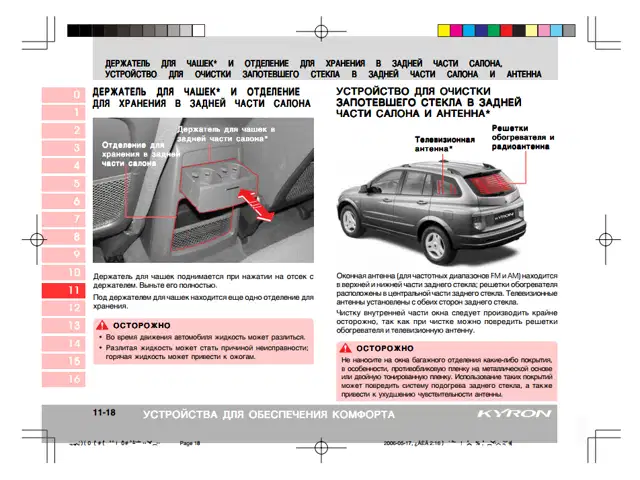 ДЕРЖАТЕЛЬ ДЛЯ ЧАШЕК* И ОТДЕЛЕНИЕ ДЛЯ ХРАНЕНИЯ В ЗАДНЕЙ ЧАСТИ САЛОНА,
УСТРОЙСТВО ДЛЯ ОЧИСТКИ ЗАПОТЕВШЕГО СТЕКЛА В ЗАДНЕЙ ЧАСТИ САЛОНА И АНТЕННА
0
1
2
3
4
5
6
7
8
9
10
11
12
13
14
15
16
ДЕРЖАТЕЛЬ ДЛЯ ЧАШЕК* И ОТДЕЛЕНИЕ
ДЛЯ ХРАНЕНИЯ В ЗАДНЕЙ ЧАСТИ САЛОНА
Держатель для чашек в
задней части салона*
Отделение для
хранения в задней
части салона
Держатель для чашек поднимается при нажатии на отсек с
держателем. Выньте его полностью.
Под держателем для чашек находится еще одно отделение для
хранения.
ОСТОРОЖНО
• Во время движения автомобиля жидкость может разлиться.
• Разлитая жидкость может стать причиной неисправности;
горячая жидкость может привести к ожогам.
УСТРОЙСТВО ДЛЯ ОЧИСТКИ
ЗАПОТЕВШЕГО СТЕКЛА В ЗАДНЕЙ
ЧАСТИ САЛОНА И АНТЕННА*
Телевизионная
антенна*
Решетки
обогревателя и
радиоантенна
KYRON
Оконная антенна (для частотных диапазонов FM и AM) находится
в верхней и нижней части заднего стекла; решетки обогревателя
расположены в центральной части заднего стекла. Телевизионные
антенны установлены с обеих сторон заднего стекла.
Чистку внутренней части окна следует производить крайне
осторожно, так как при чистке можно повредить решетки
обогревателя и телевизионную антенну.
ОСТОРОЖНО
Не наносите на окна багажного отделения какие-либо покрытия,
в особенности, противобликовую пленку на металлической основе
или двойную тонированную пленку. Использование таких покрытий
может повредить систему подогрева заднего стекла, а также
привести к ухудшению чувствительности антенны.
11-18 УСТРОЙСТВА ДЛЯ ОБЕСПЕЧЕНИЯ КОМФОРТА KYRON
Page 18
2006-05-17,